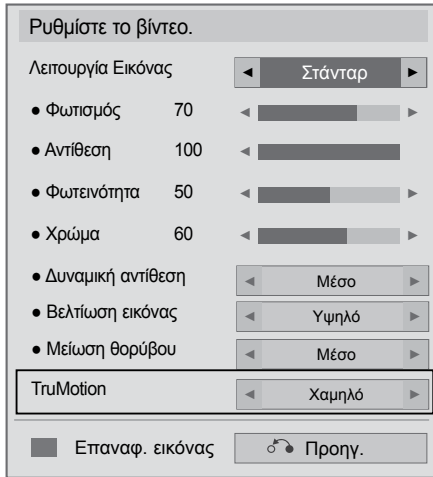 Ρυθμίστε το βίντεο.
Λειτουργία Εικόνας ◄ Στάνταρ ►
● Φωτισμός 70 ◄ ►
● Αντίθεση 100 ◄
● Φωτεινότητα 50 ◄ ►
● Χρώμα 60 ◄ ►
● Δυναμική αντίθεση ◄ Μέσο ►
● Βελτίωση εικόνας ◄ Υψηλό ►
● Μείωση θορύβου ◄ Μέσο ►
TruMotion ◄ Χαμηλό ►
Επαναφ. εικόνας Προηγ.